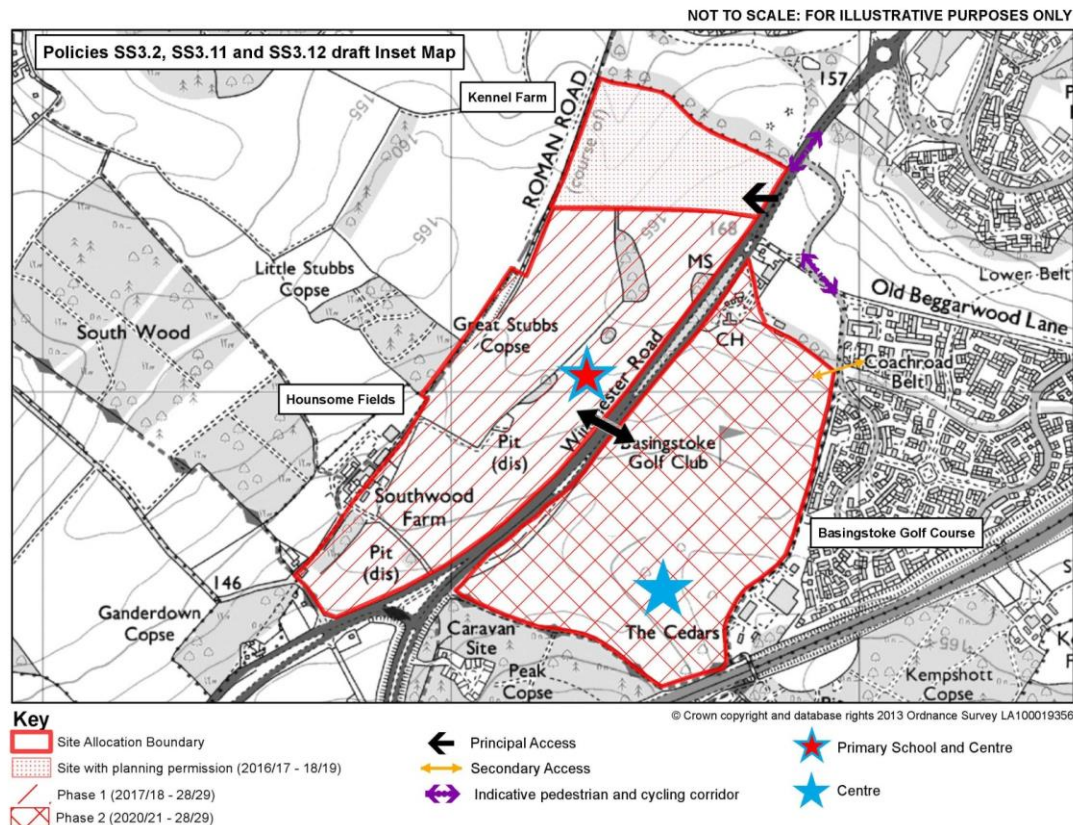 NOT TO SCALE: FOR ILLUSTRATIVE PURPOSES ONLY
Policies SS3.2, SS3.11 and SS3.12 draft Inset Map
157
Kennel Farm
155
160
ROMAN ROAD
(course of)
165
165
168
MS
Little Stubbs
Copse
Lower Belt
South Wood
Old Beggarwood Lane
Great Stubbs
Copse
CH
Coachroad
Belt
Hounsome Fields
Winchester Road
Pit
(dis)
Basingstoke
Golf Club
Southwood
Farm
Basingstoke Golf Course
Pit
(dis)
146
Ganderdown
Copse
The Cedars
Caravan
Site
Peak
Copse
Kempshott
Copse
165
© Crown copyright and database rights 2013 Ordnance Survey LA100019356
Key
Site Allocation Boundary
Site with planning permission (2016/17 - 18/19)
Phase 1 (2017/18 - 28/29)
Phase 2 (2020/21 - 28/29)
Principal Access
Secondary Access
Indicative pedestrian and cycling corridor
Primary School and Centre
Centre